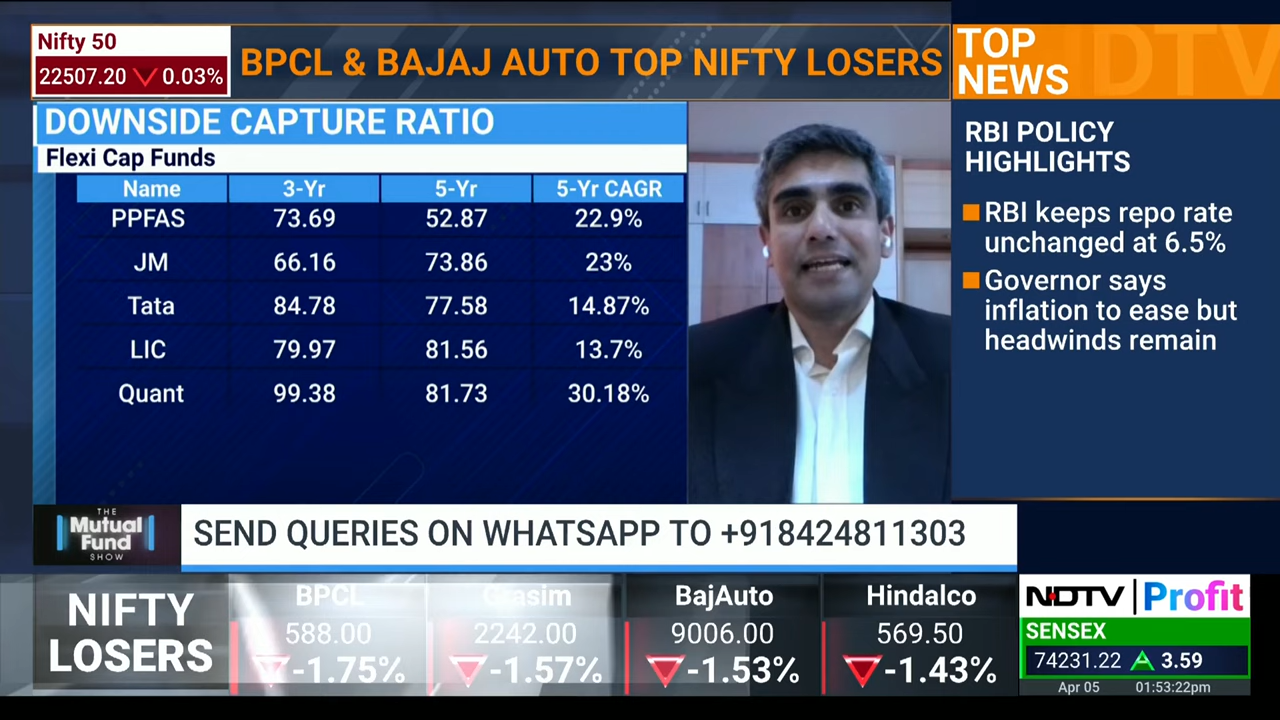 Nifty 50
22507.20 0.03%
BPCL & BAJAJ AUTO TOP NIFTY LOSERS
TOP
NEWS
NDTV
DOWNSIDE CAPTURE RATIO
Flexi Cap Funds
Name 3-Yr 5-Yr 5-Yr CAGR
PPFAS 73.69 52.87 22.9%
JM 66.16 73.86 23%
Tata 84.78 77.58 14.87%
LIC 79.97 81.56 13.7%
Quant 99.38 81.73 30.18%
RBI POLICY
HIGHLIGHTS
RBI keeps repo rate
unchanged at 6.5%
Governor says
inflation to ease but
headwinds remain
THE
Mutual
Fund
SHOW
SEND QUERIES ON WHATSAPP TO +918424811303
NIFTY
LOSERS
BPCL Grasim BajAuto Hindalco
588.00 2242.00 9006.00 569.50
-1.75% -1.57% -1.53% -1.43%
NDTV Profit
SENSEX
74231.22 3.59
Apr 05 01:53:22pm